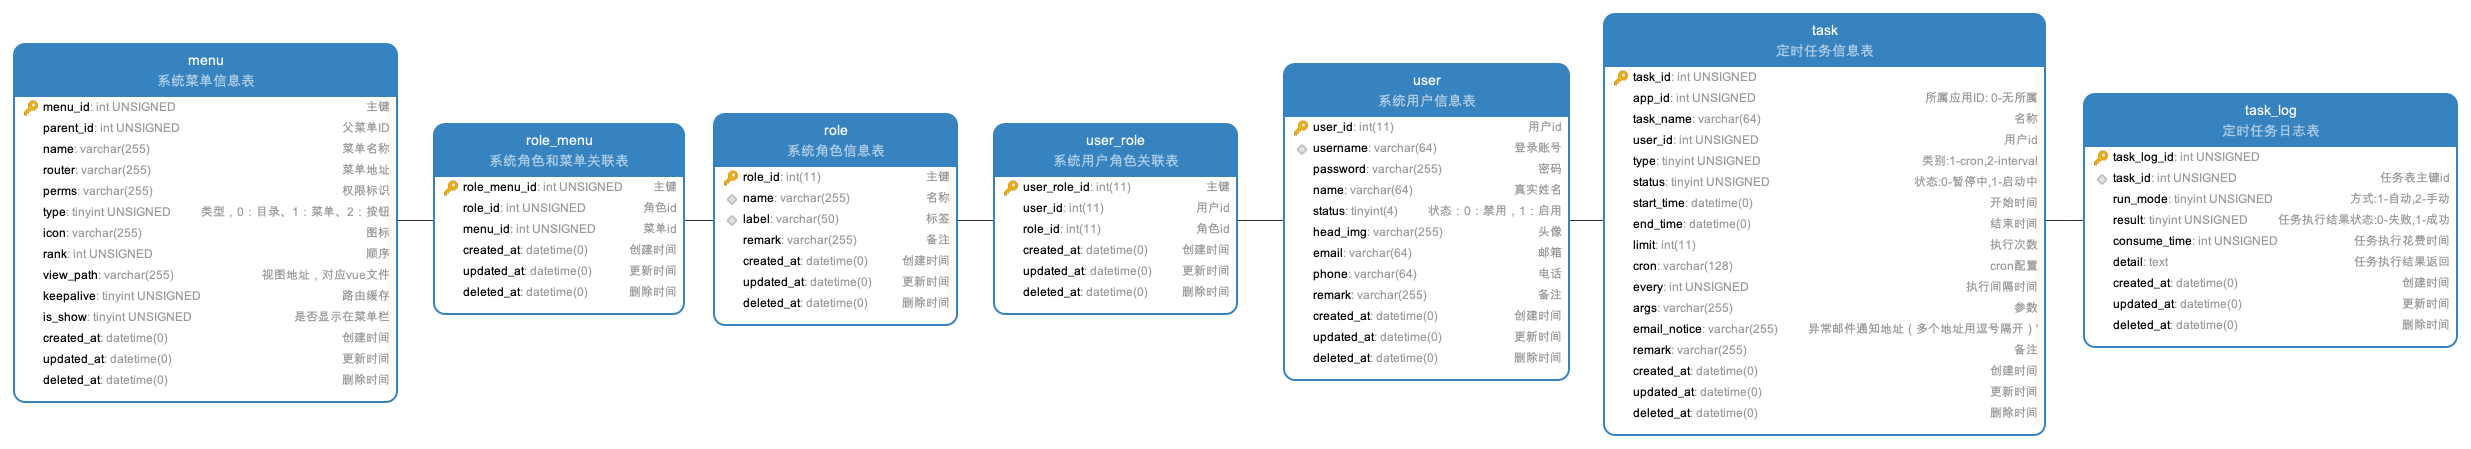 menu
系统菜单信息表
menu_id: int UNSIGNED 主键
parent_id: int UNSIGNED 父菜单ID
name: varchar(255) 菜单名称
router: varchar(255) 菜单地址
perms: varchar(255) 权限标识
type: tinyint UNSIGNED 类型，0：目录、1：菜单、2：按钮
icon: varchar(255) 图标
rank: int UNSIGNED 顺序
view_path: varchar(255) 视图地址，对应vue文件
keepalive: tinyint UNSIGNED 路由缓存
is_show: tinyint UNSIGNED 是否显示在菜单栏
created_at: datetime(0) 创建时间
updated_at: datetime(0) 更新时间
deleted_at: datetime(0) 删除时间
role_menu
系统角色和菜单关联表
role_menu_id: int UNSIGNED 主键
role_id: int UNSIGNED 角色id
menu_id: int UNSIGNED 菜单id
created_at: datetime(0) 创建时间
updated_at: datetime(0) 更新时间
deleted_at: datetime(0) 删除时间
role
系统角色信息表
role_id: int(11) 主键
name: varchar(255) 名称
label: varchar(50) 标签
remark: varchar(255) 备注
created_at: datetime(0) 创建时间
updated_at: datetime(0) 更新时间
deleted_at: datetime(0) 删除时间
user_role
系统用户角色关联表
user_role_id: int(11) 主键
user_id: int(11) 用户id
role_id: int(11) 角色id
created_at: datetime(0) 创建时间
updated_at: datetime(0) 更新时间
deleted_at: datetime(0) 删除时间
user
系统用户信息表
user_id: int(11) 用户id
username: varchar(64) 登录账号
password: varchar(255) 密码
name: varchar(64) 真实姓名
status: tinyint(4) 状态：0：禁用，1：启用
head_img: varchar(255) 头像
email: varchar(64) 邮箱
phone: varchar(64) 电话
remark: varchar(255) 备注
created_at: datetime(0) 创建时间
updated_at: datetime(0) 更新时间
deleted_at: datetime(0) 删除时间
task
定时任务信息表
task_id: int UNSIGNED
app_id: int UNSIGNED 所属应用ID: 0-无所属
task_name: varchar(64) 名称
user_id: int UNSIGNED 用户id
type: tinyint UNSIGNED 类别:1-cron,2-interval
status: tinyint UNSIGNED 状态:0-暂停中,1-启动中
start_time: datetime(0) 开始时间
end_time: datetime(0) 结束时间
limit: int(11) 执行次数
cron: varchar(128) cron配置
every: int UNSIGNED 执行间隔时间
args: varchar(255) 参数
email_notice: varchar(255) 异常邮件通知地址（多个地址用逗号隔开）'
remark: varchar(255) 备注
created_at: datetime(0) 创建时间
updated_at: datetime(0) 更新时间
deleted_at: datetime(0) 删除时间
task_log
定时任务日志表
task_log_id: int UNSIGNED
task_id: int UNSIGNED 任务表主键id
run_mode: tinyint UNSIGNED 方式:1-自动,2-手动
result: tinyint UNSIGNED 任务执行结果状态:0-失败,1-成功
consume_time: int UNSIGNED 任务执行花费时间
detail: text 任务执行结果返回
created_at: datetime(0) 创建时间
updated_at: datetime(0) 更新时间
deleted_at: datetime(0) 删除时间